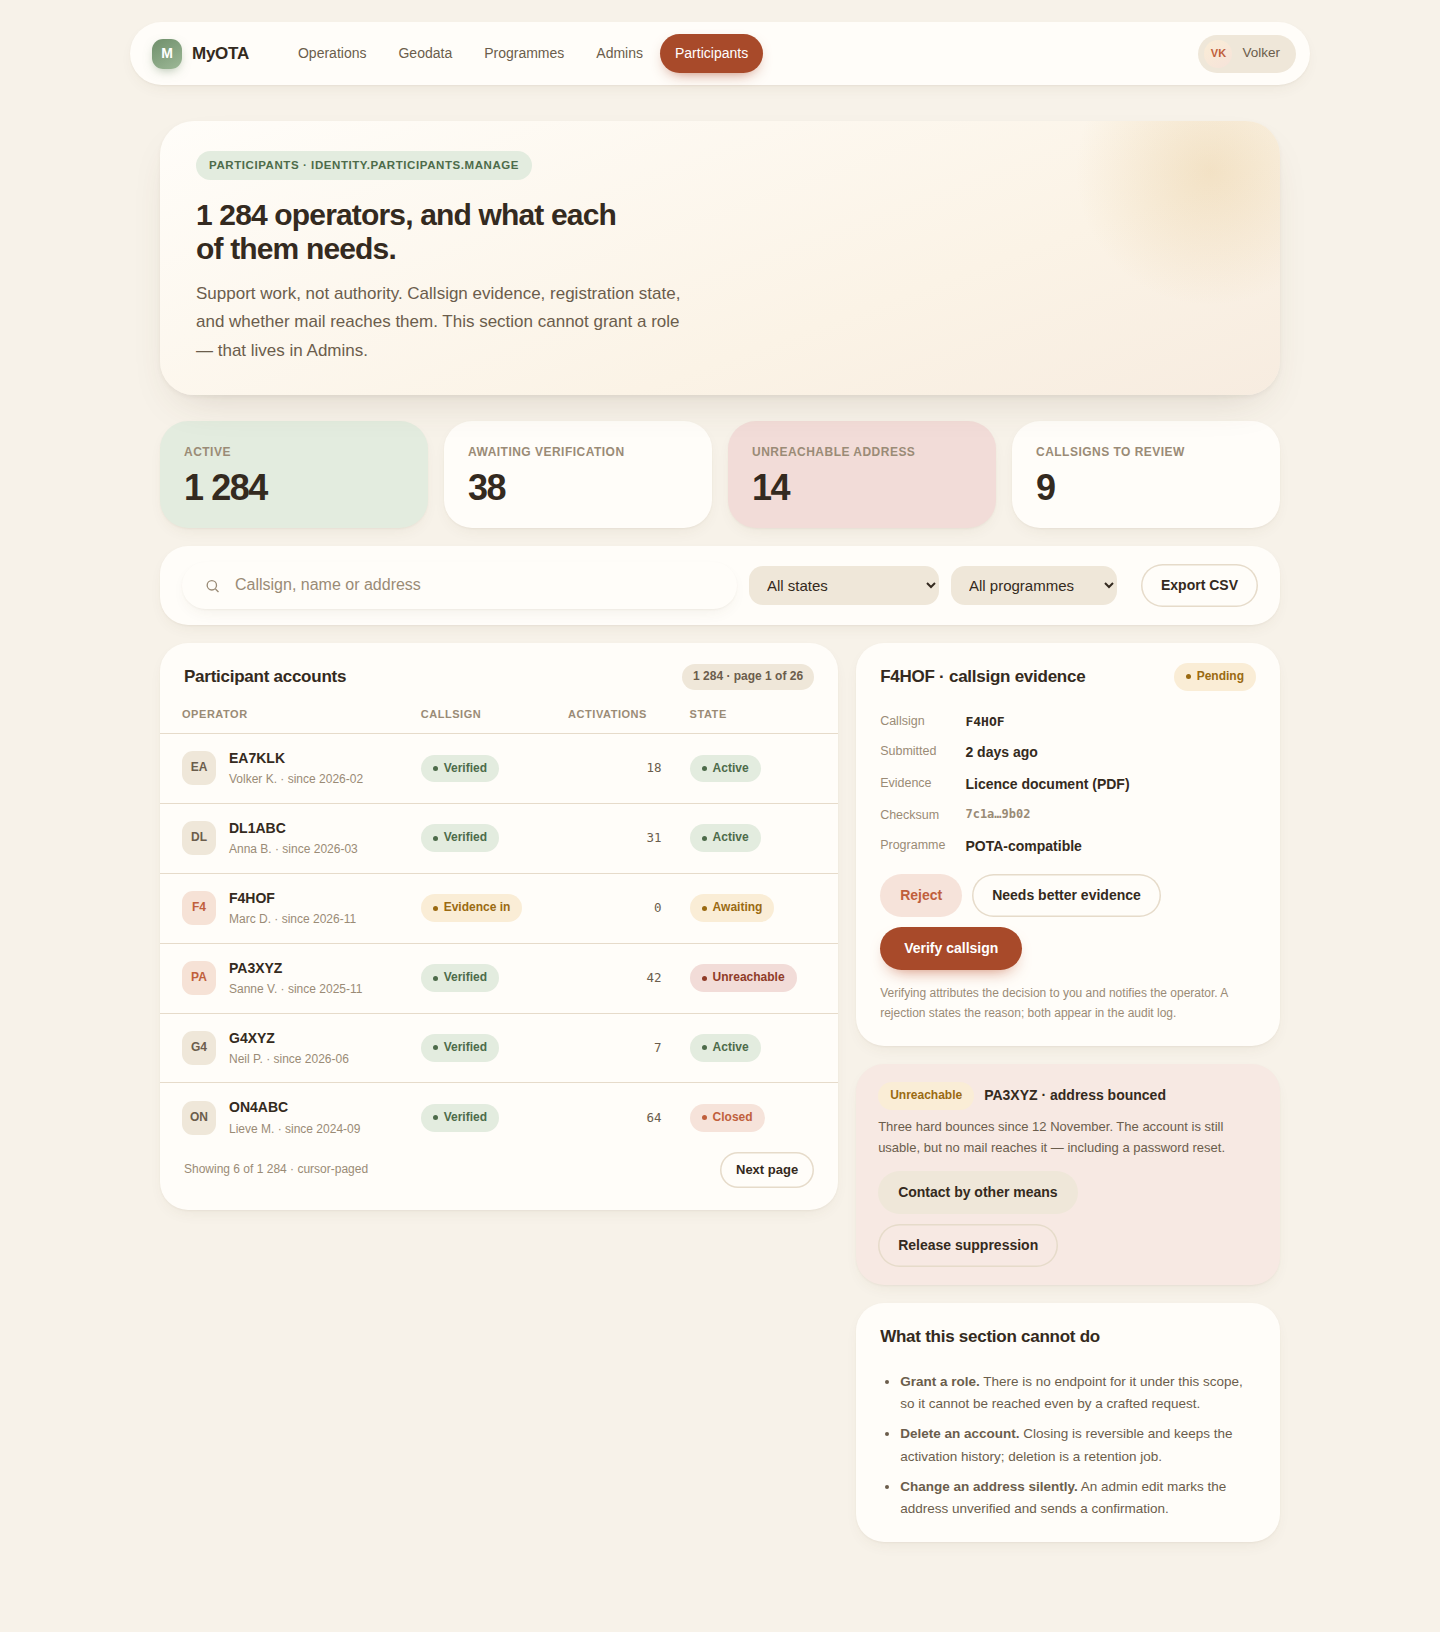 M MyOTA Operations Geodata Programmes Admins Participants VK Volker
PARTICIPANTS · IDENTITY.PARTICIPANTS.MANAGE
1 284 operators, and what each
of them needs.
Support work, not authority. Callsign evidence, registration state,
and whether mail reaches them. This section cannot grant a role
— that lives in Admins.
ACTIVE
1 284
AWAITING VERIFICATION
38
UNREACHABLE ADDRESS
14
CALLSIGNS TO REVIEW
9
Callsign, name or address All states All programmes Export CSV
Participant accounts 1 284 · page 1 of 26
OPERATOR CALLSIGN ACTIVATIONS STATE
EA EA7KLK Verified 18 Active
Volker K. · since 2026-02
DL DL1ABC Verified 31 Active
Anna B. · since 2026-03
F4 F4HOF Evidence in 0 Awaiting
Marc D. · since 2026-11
PA PA3XYZ Verified 42 Unreachable
Sanne V. · since 2025-11
G4 G4XYZ Verified 7 Active
Neil P. · since 2026-06
ON ON4ABC Verified 64 Closed
Lieve M. · since 2024-09
Showing 6 of 1 284 · cursor-paged Next page
F4HOF · callsign evidence Pending
Callsign F4HOF
Submitted 2 days ago
Evidence Licence document (PDF)
Checksum 7c1a…9b02
Programme POTA-compatible
Reject Needs better evidence
Verify callsign
Verifying attributes the decision to you and notifies the operator. A
rejection states the reason; both appear in the audit log.
Unreachable PA3XYZ · address bounced
Three hard bounces since 12 November. The account is still
usable, but no mail reaches it — including a password reset.
Contact by other means
Release suppression
What this section cannot do
• Grant a role. There is no endpoint for it under this scope,
so it cannot be reached even by a crafted request.
• Delete an account. Closing is reversible and keeps the
activation history; deletion is a retention job.
• Change an address silently. An admin edit marks the
address unverified and sends a confirmation.